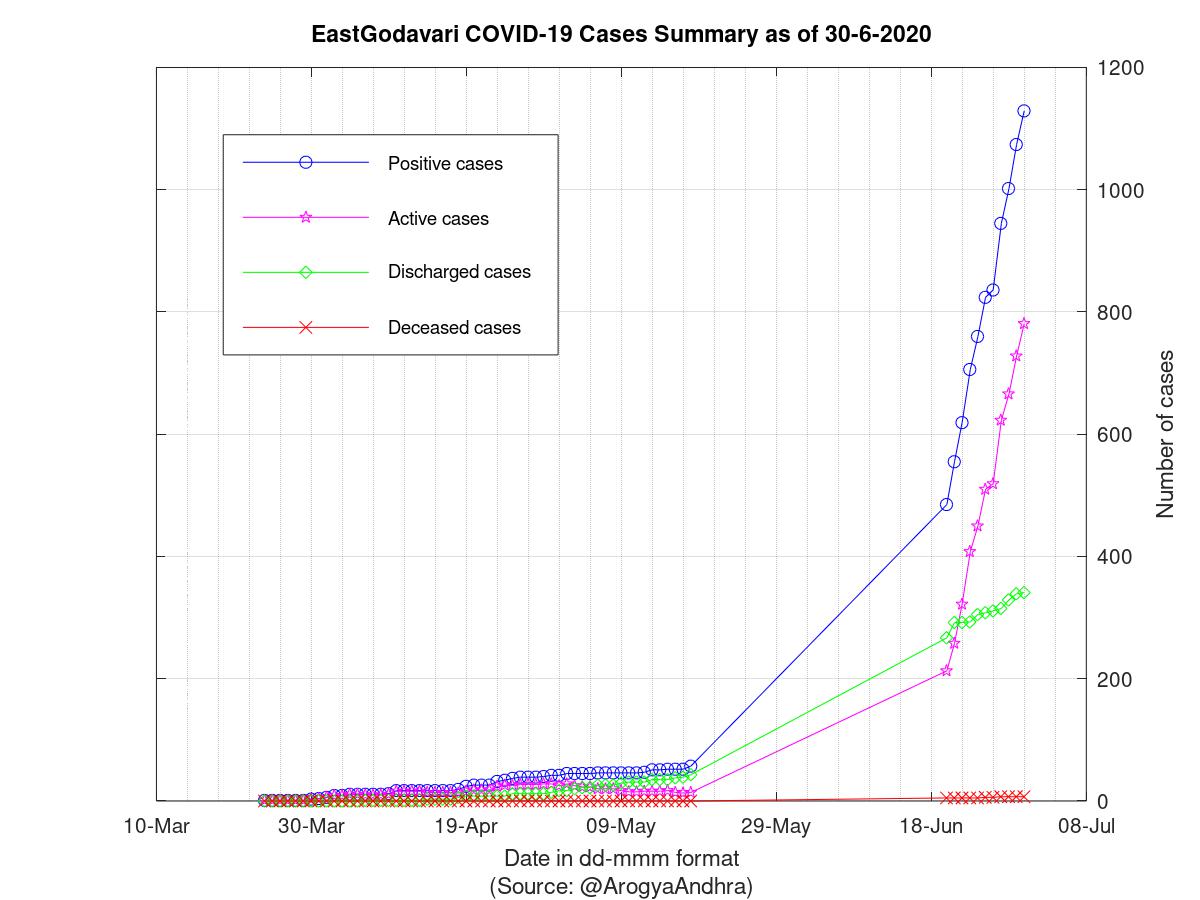 EastGodavari COVID-19 Cases Summary as of 30-6-2020
Positive cases
Active cases
Discharged cases
Deceased cases
1200
1000
800
600
400
200
0
Number of cases
10-Mar 30-Mar 19-Apr 09-May 29-May 18-Jun 08-Jul
Date in dd-mmm format
(Source: @ArogyaAndhra)